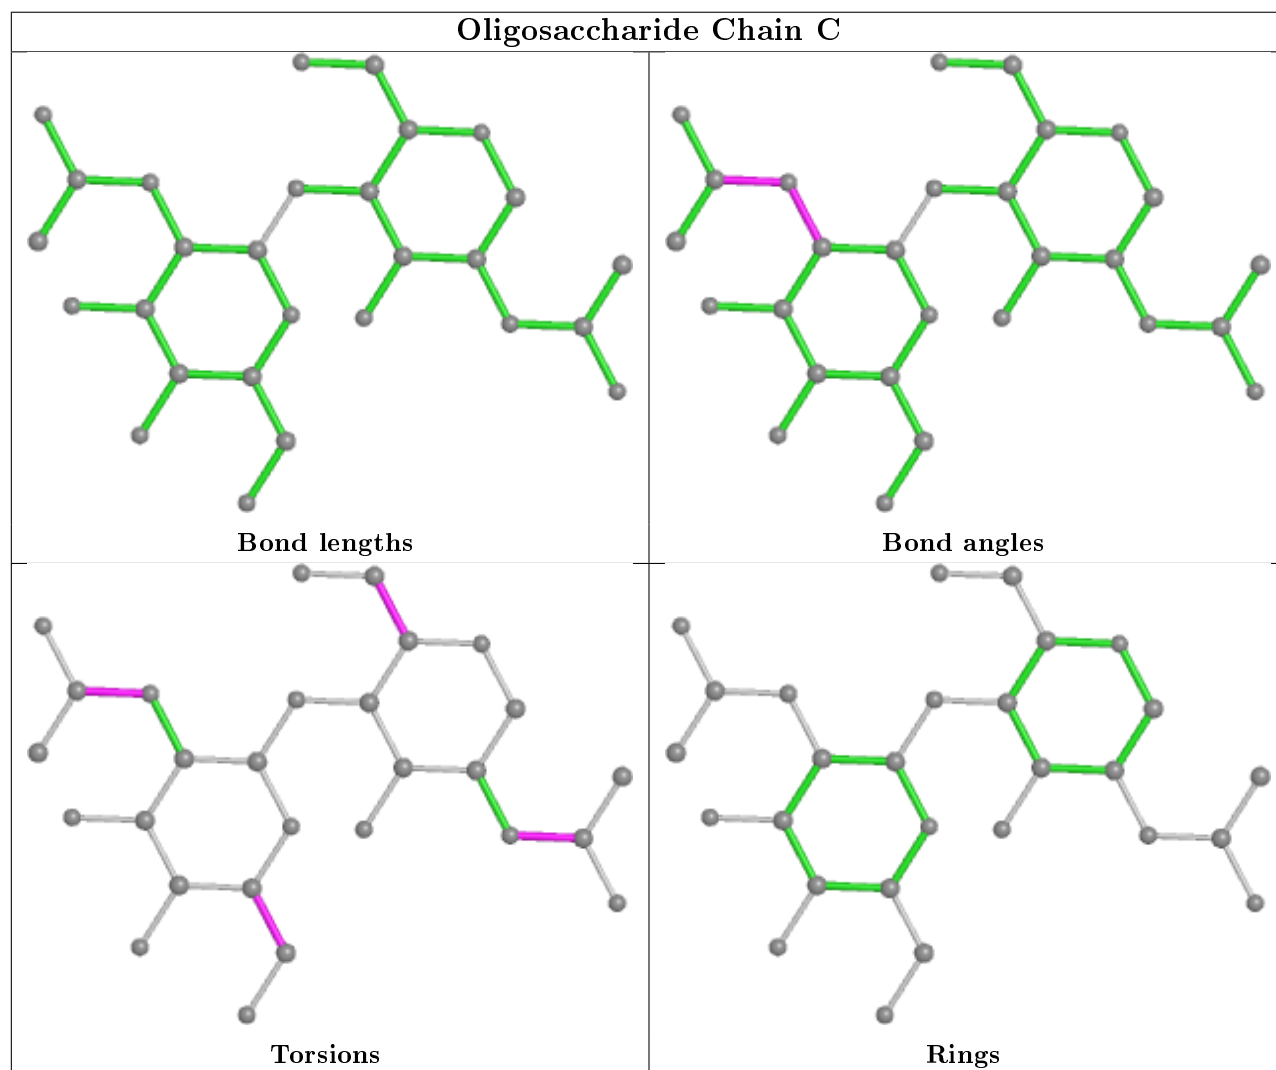 Oligosaccharide Chain C
Bond lengths
Bond angles
Torsions
Rings